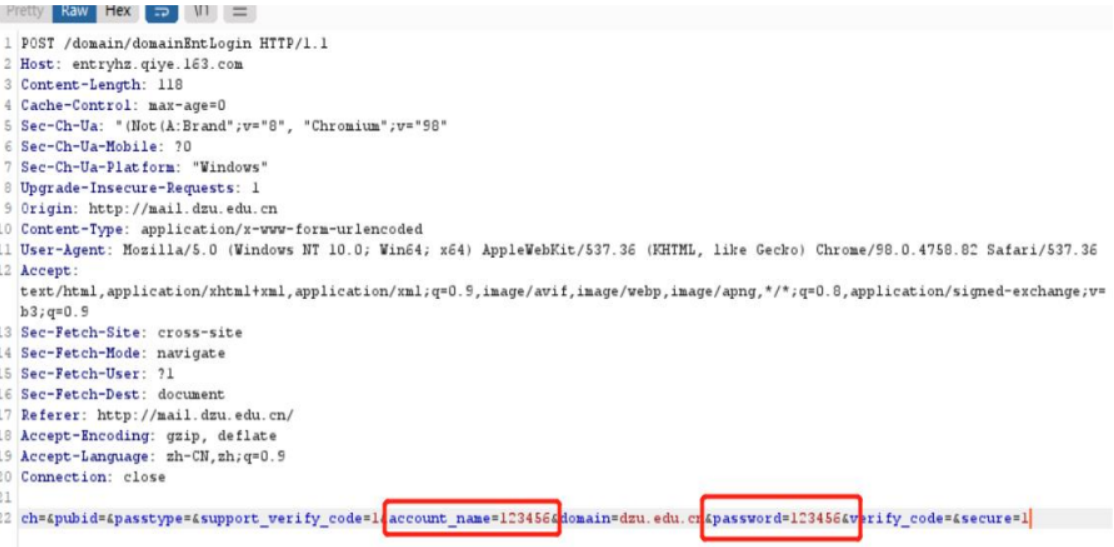 Pretty Raw Hex \n
1 POST /domain/domainEntLogin HTTP/1.1
2 Host: entryhz.qiye.163.com
3 Content-Length: 118
4 Cache-Control: max-age=0
5 Sec-Ch-Ua: "(Not(A:Brand";v="8", "Chromium";v="98"
6 Sec-Ch-Ua-Mobile: ?0
7 Sec-Ch-Ua-Platform: "Windows"
8 Upgrade-Insecure-Requests: 1
9 Origin: http://mail.dzu.edu.cn
10 Content-Type: application/x-www-form-urlencoded
11 User-Agent: Mozilla/5.0 (Windows NT 10.0; Win64; x64) AppleWebKit/537.36 (KHTML, like Gecko) Chrome/98.0.4758.82 Safari/537.36
12 Accept:
text/html,application/xhtml+xml,application/xml;q=0.9,image/avif,image/webp,image/apng,*/*;q=0.8,application/signed-exchange;v=
b3;q=0.9
13 Sec-Fetch-Site: cross-site
14 Sec-Fetch-Mode: navigate
15 Sec-Fetch-User: ?1
16 Sec-Fetch-Dest: document
17 Referer: http://mail.dzu.edu.cn/
18 Accept-Encoding: gzip, deflate
19 Accept-Language: zh-CN,zh;q=0.9
20 Connection: close
21
22 ch=&pubid=&passtype=&support_verify_code=1&account_name=123456&domain=dzu.edu.cn&password=123456&verify_code=&secure=1